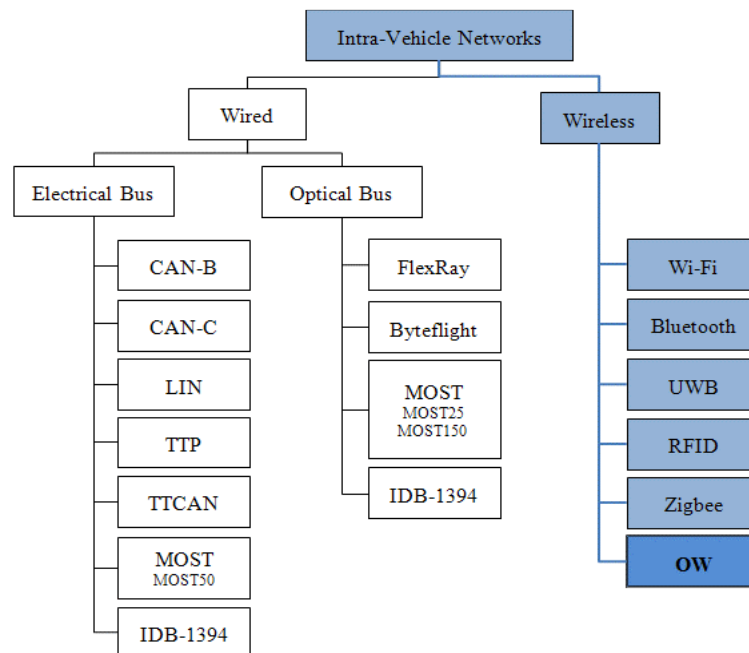 Intra-Vehicle Networks
Wired
Wireless
Electrical Bus
Optical Bus
CAN-B
CAN-C
LIN
TTP
TTCAN
MOST
MOST50
IDB-1394
FlexRay
Byteflight
MOST
MOST25
MOST150
IDB-1394
Wi-Fi
Bluetooth
UWB
RFID
Zigbee
OW